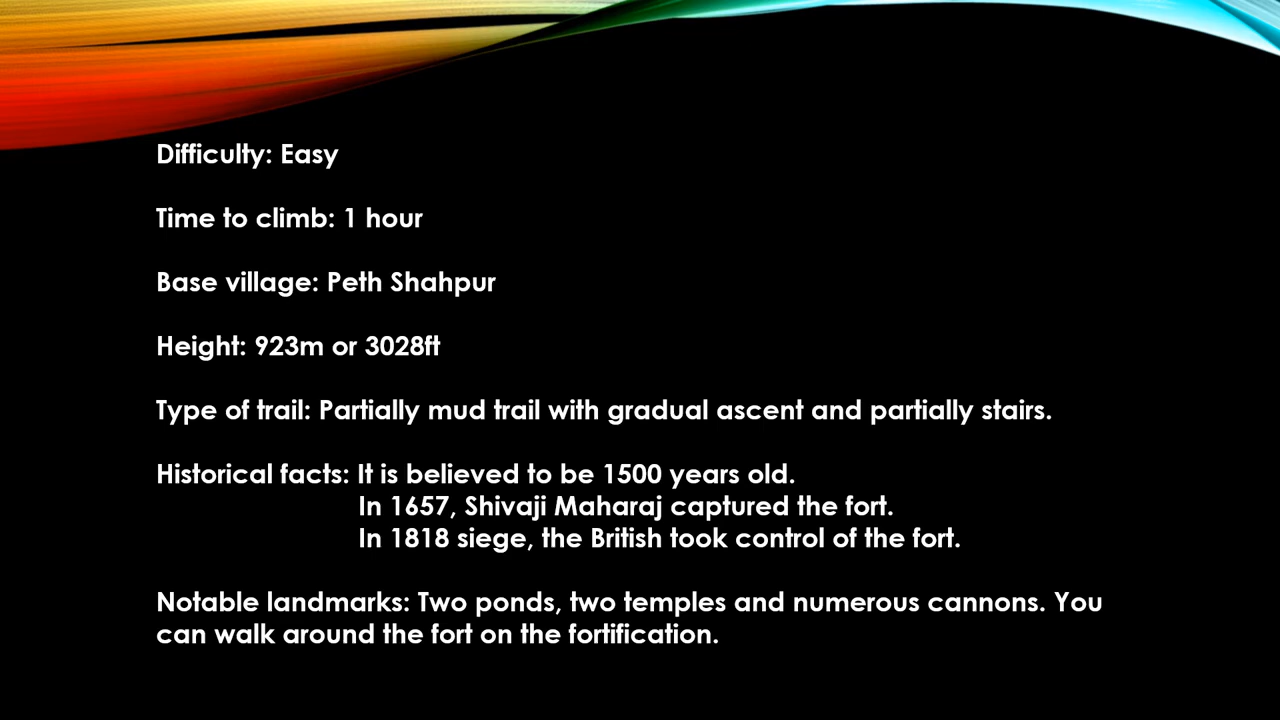 Difficulty: Easy
Time to climb: 1 hour
Base village: Peth Shahpur
Height: 923m or 3028ft
Type of trail: Partially mud trail with gradual ascent and partially stairs.
Historical facts: It is believed to be 1500 years old.
In 1657, Shivaji Maharaj captured the fort.
In 1818 siege, the British took control of the fort.
Notable landmarks: Two ponds, two temples and numerous cannons. You
can walk around the fort on the fortification.